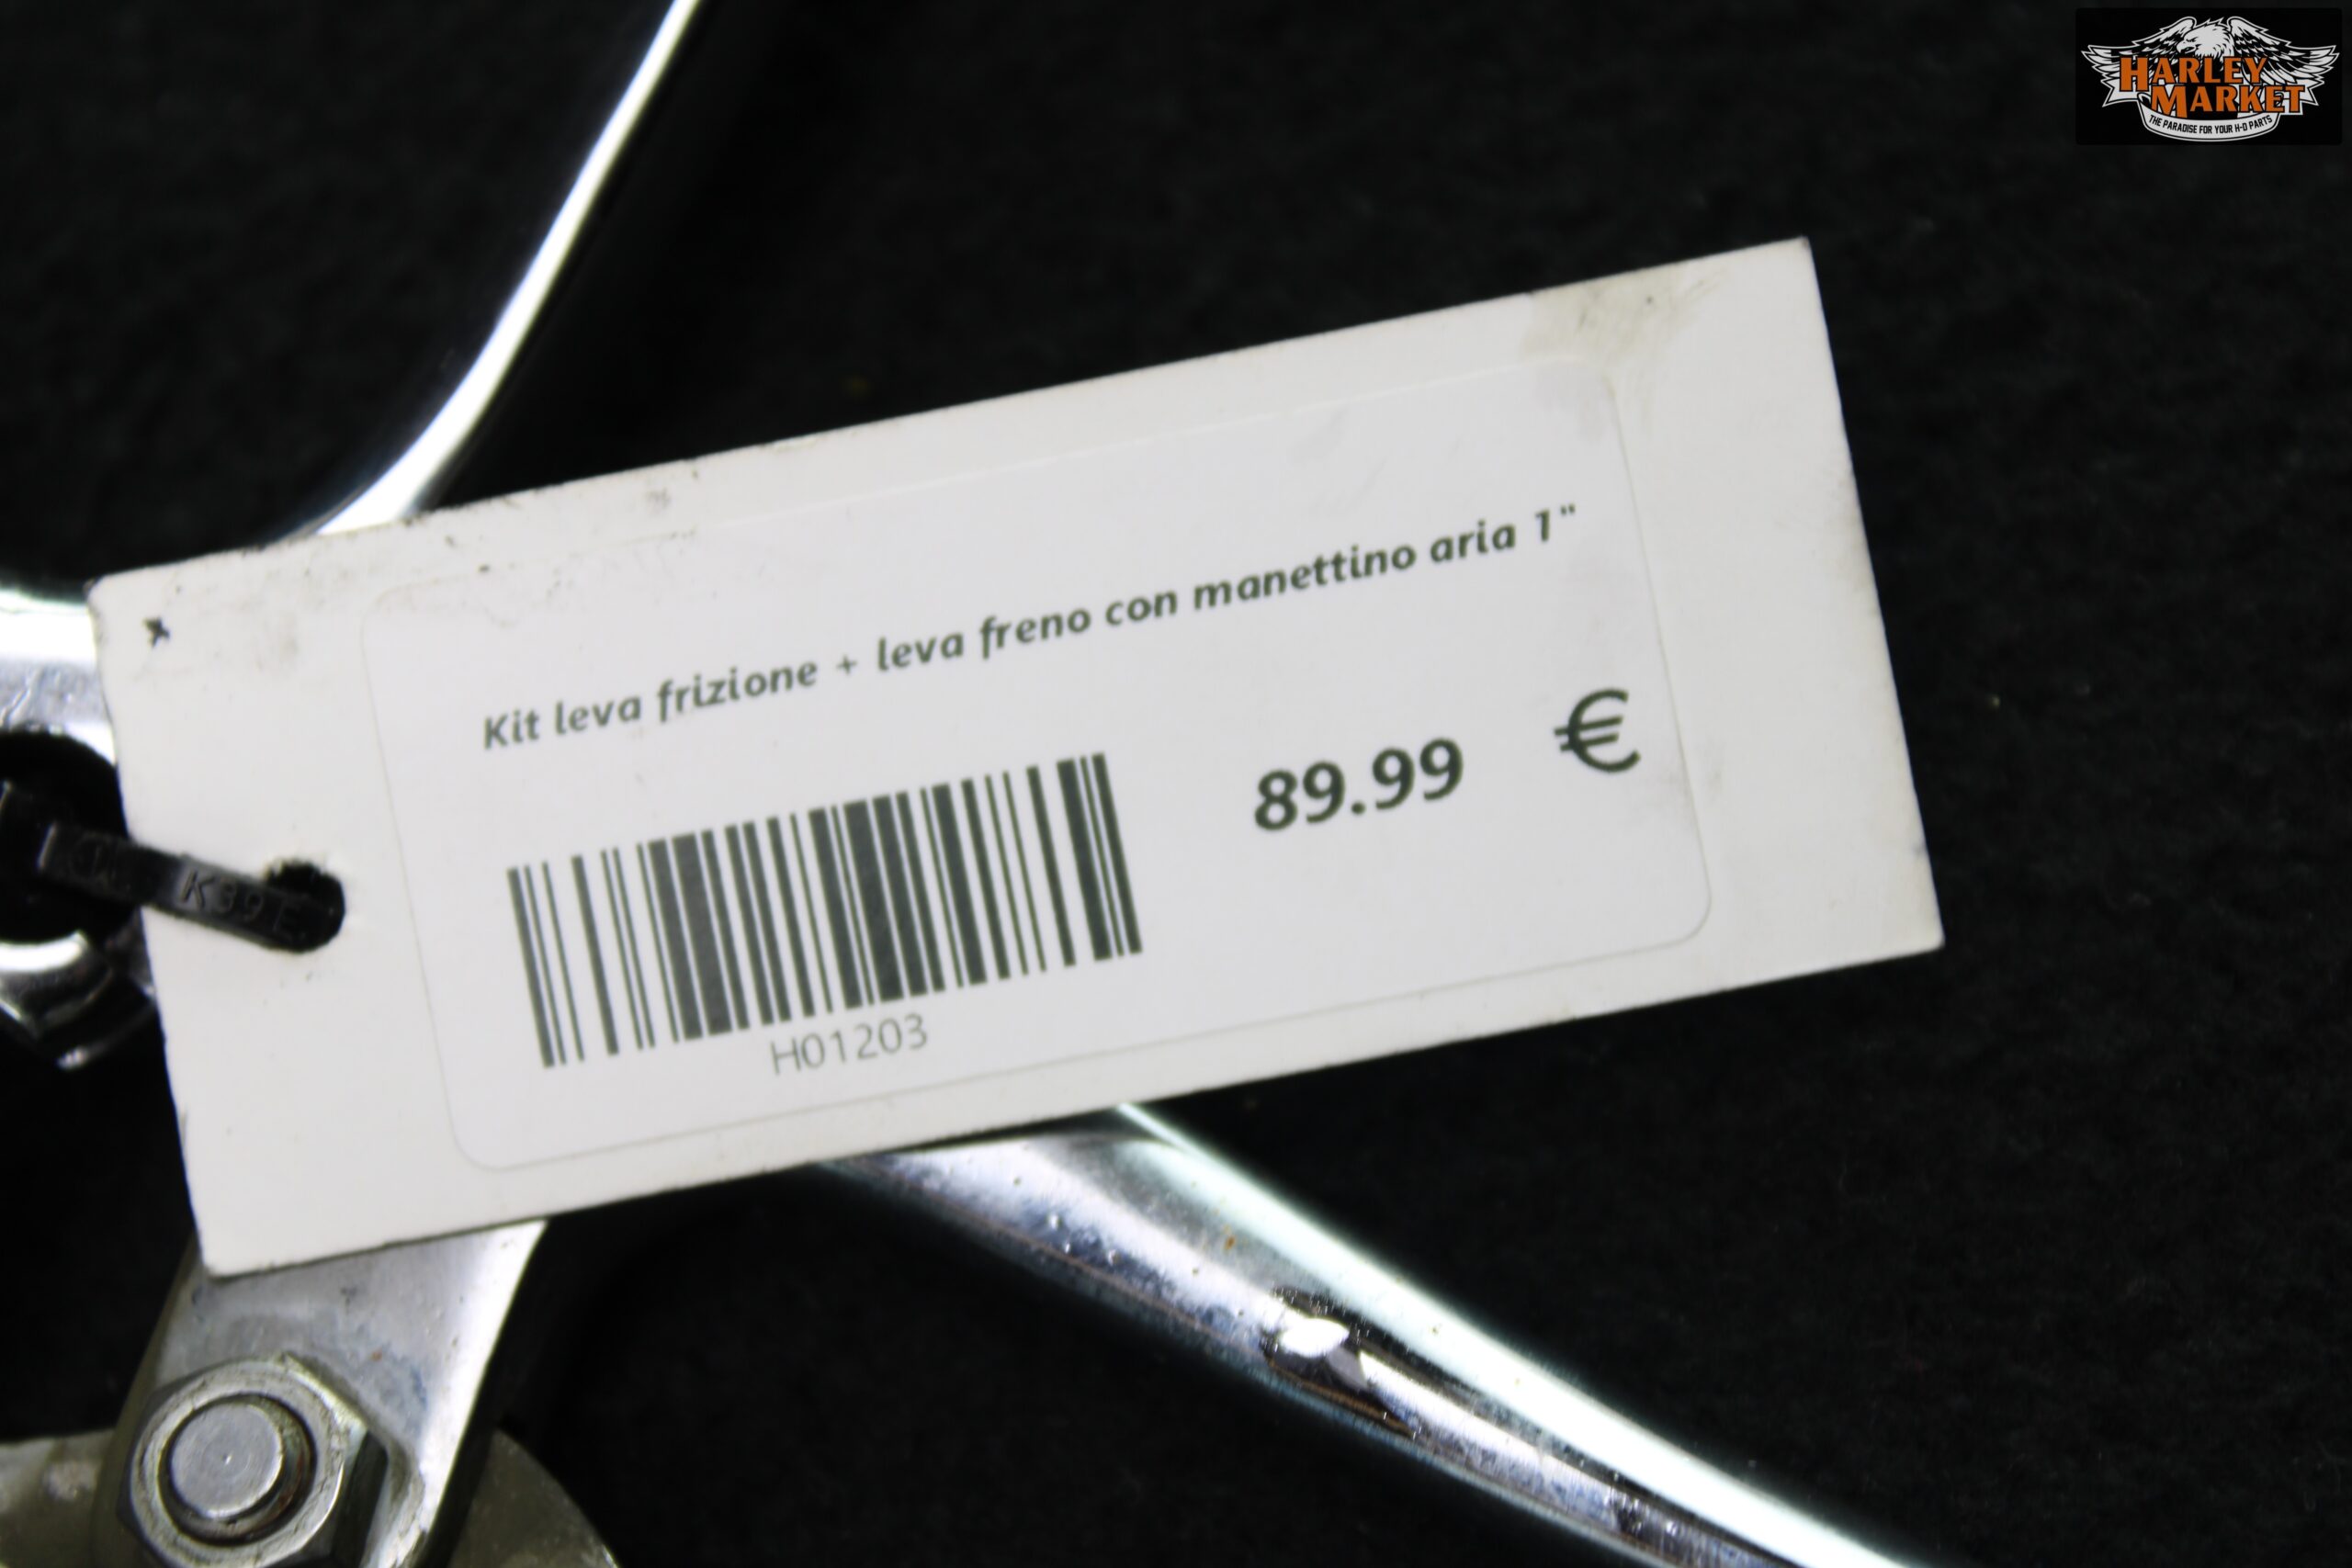 HARLEY
MARKET
THE PARADISE FOR YOUR H-D PARTS
Kit leva frizione + leva freno con manettino aria 1"
89.99 €
H01203
K39E.